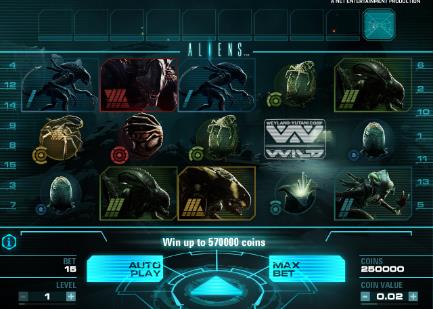 A NET ENTERTAINMENT PRODUCTION
ALIENS
4
12
14
9
1
8
15
3
7
6
2
10
11
13
5
WEYLAND-YUTANI CORP
WILD
Win up to 570000 coins
BET
15
LEVEL
- 1 +
AUTO
PLAY
MAX
BET
COINS
250000
COIN VALUE
- 0.02 +